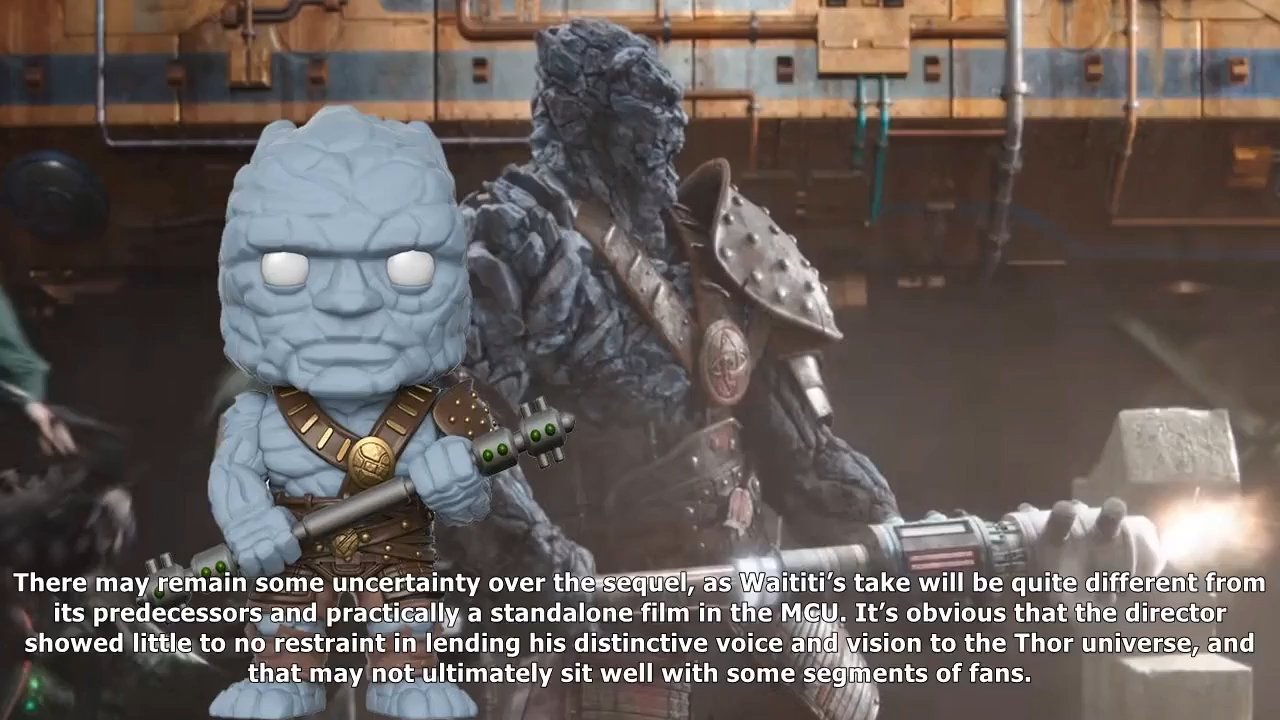 There may remain some uncertainty over the sequel, as Waititi’s take will be quite different from
its predecessors and practically a standalone film in the MCU. It’s obvious that the director
showed little to no restraint in lending his distinctive voice and vision to the Thor universe, and
that may not ultimately sit well with some segments of fans.